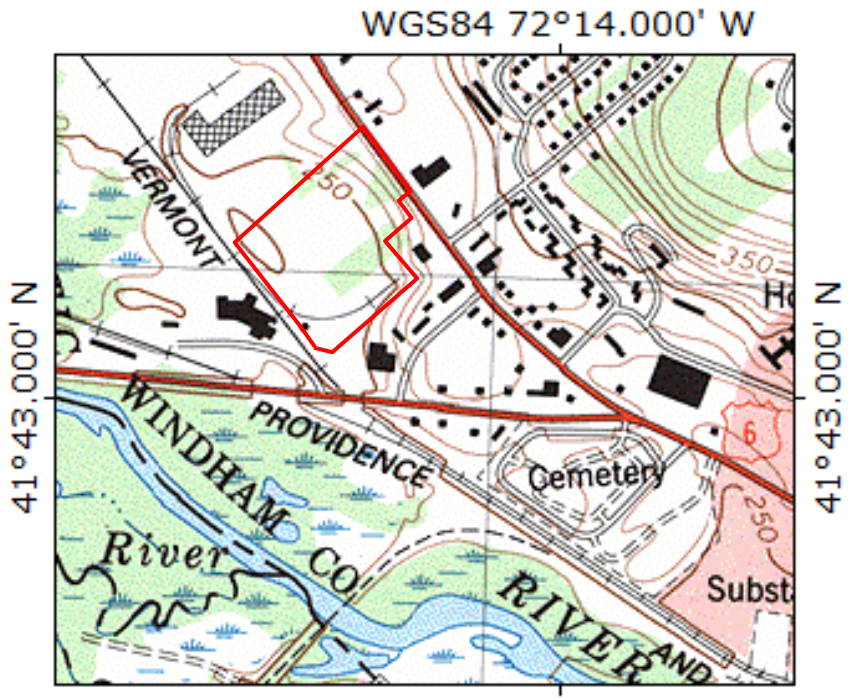 WGS84 72°14.000' W
VERMONT
250
350
Ho
IC
41°43.000' N
41°43.000' N
WINDHAM CO
PROVIDENCE
6
Cemetery
250
River
RIVER
Subst
AND